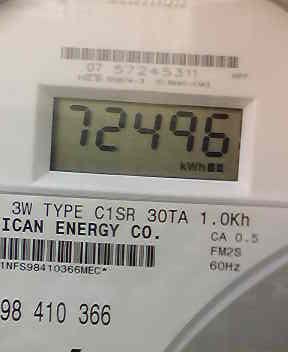 07 57245311
72496
kWh
3W TYPE C1SR 30TA 1.0Kh
ICAN ENERGY CO. CA 0.5
1NFS98410366MEC* FM2S
60Hz
98 410 366